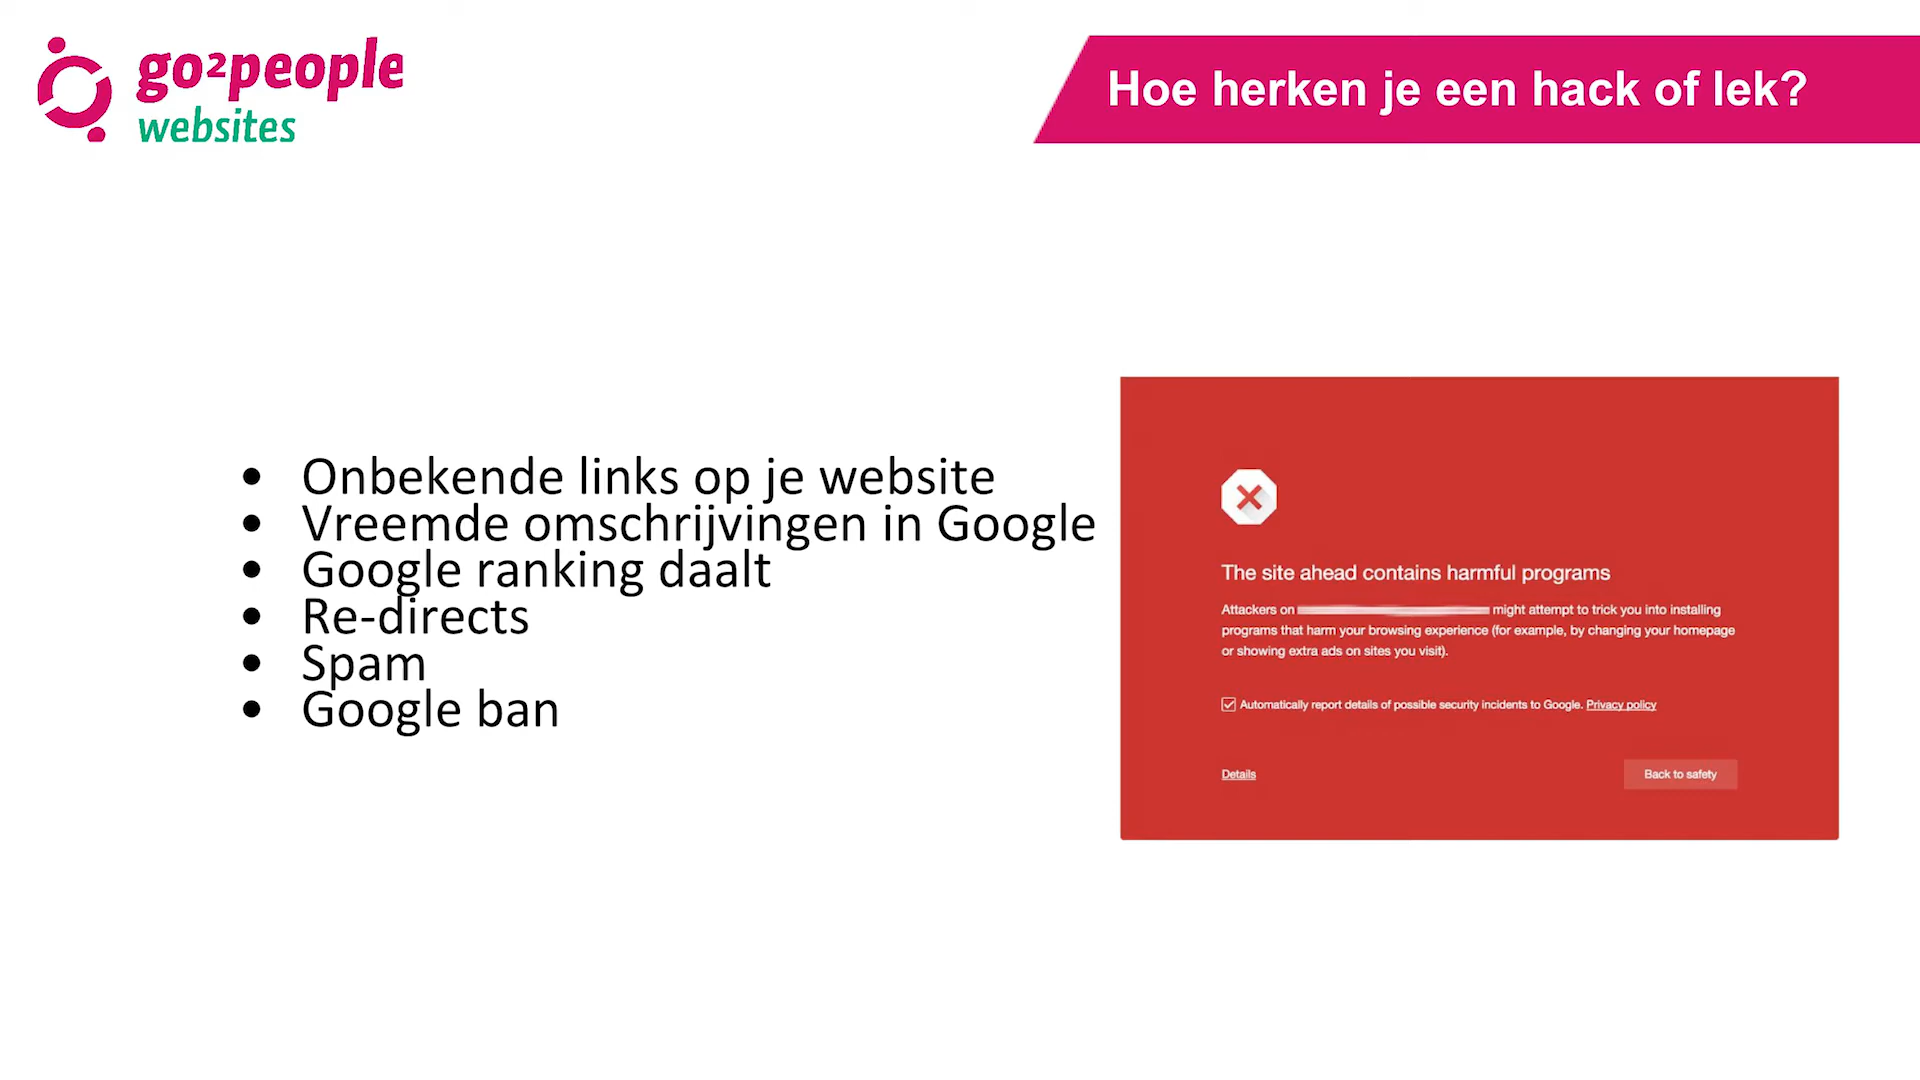 go2people
websites
Hoe herken je een hack of lek?
• Onbekende links op je website
• Vreemde omschrijvingen in Google
• Google ranking daalt
• Re-directs
• Spam
• Google ban
The site ahead contains harmful programs
Attackers on might attempt to trick you into installing
programs that harm your browsing experience (for example, by changing your homepage
or showing extra ads on sites you visit).
Automatically report details of possible security incidents to Google. Privacy policy
Details
Back to safety